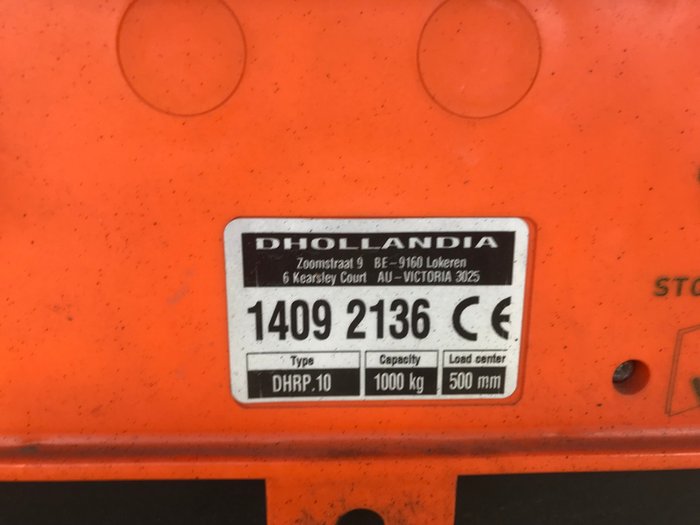 DHOLLANDIA
Zoomstraat 9 BE-9160 Lokeren
6 Kearsley Court AU-VICTORIA 3025
1409 2136 CE
Type Capacity Load center
DHRP.10 1000 kg 500 mm